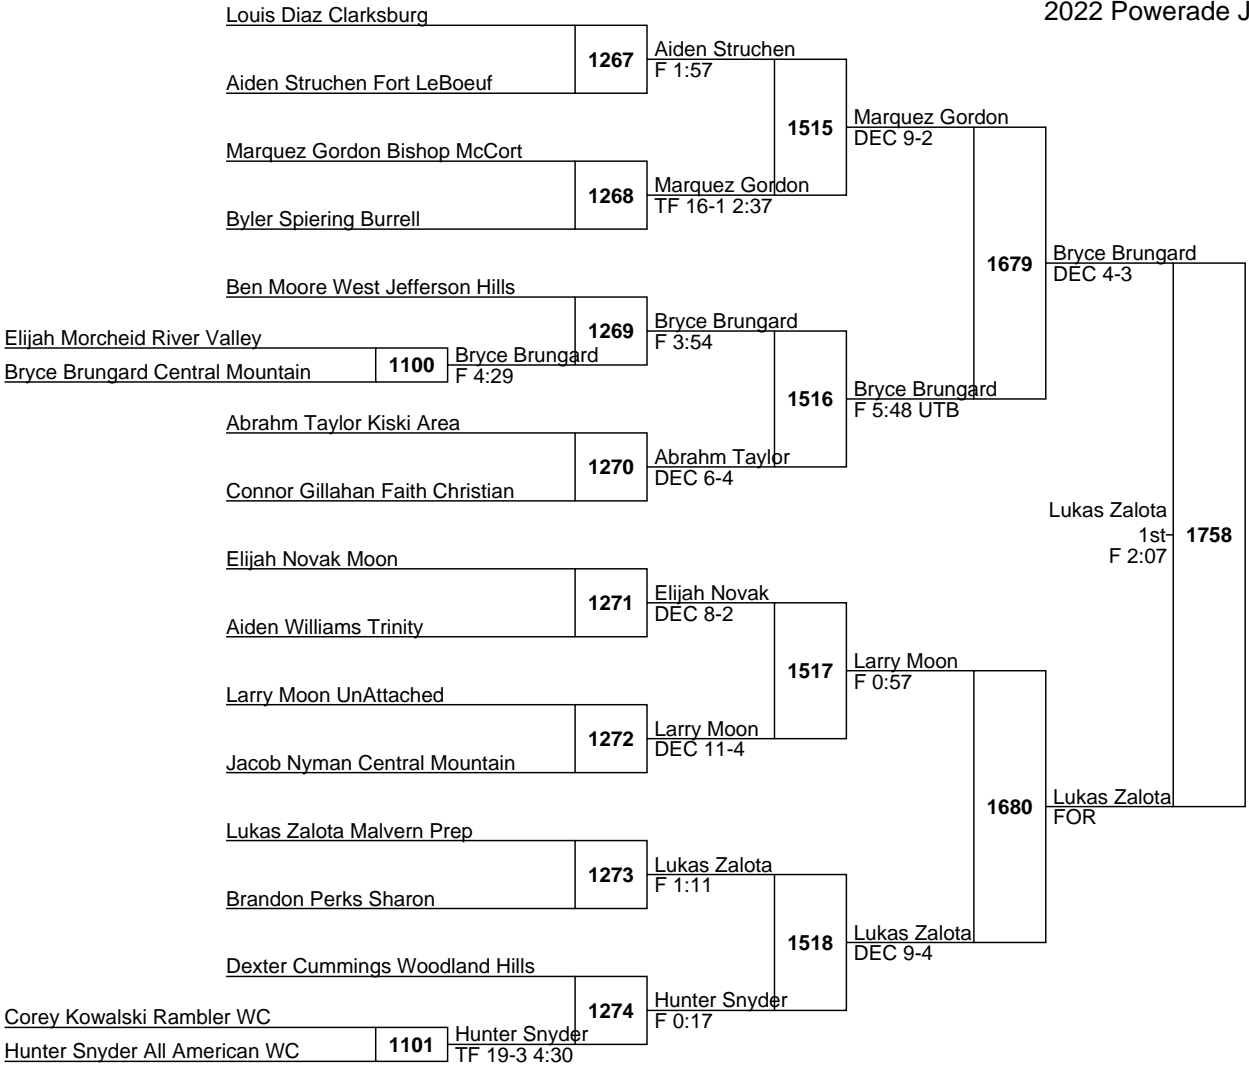 2022 Powerade J
Louis Diaz Clarksburg
1267
Aiden Struchen
F 1:57
Aiden Struchen Fort LeBoeuf
1515
Marquez Gordon
DEC 9-2
Marquez Gordon Bishop McCort
1268
Marquez Gordon
TF 16-1 2:37
Byler Spiering Burrell
1679
Bryce Brungard
DEC 4-3
Ben Moore West Jefferson Hills
1269
Bryce Brungard
F 3:54
Elijah Morcheid River Valley
1100
Bryce Brungard
F 4:29
Bryce Brungard Central Mountain
1516
Bryce Brungard
F 5:48 UTB
Abrahm Taylor Kiski Area
1270
Abrahm Taylor
DEC 6-4
Connor Gillahan Faith Christian
Lukas Zalota
1st
F 2:07
1758
Elijah Novak Moon
1271
Elijah Novak
DEC 8-2
Aiden Williams Trinity
1517
Larry Moon
F 0:57
Larry Moon UnAttached
1272
Larry Moon
DEC 11-4
Jacob Nyman Central Mountain
1680
Lukas Zalota
FOR
Lukas Zalota Malvern Prep
1273
Lukas Zalota
F 1:11
Brandon Perks Sharon
1518
Lukas Zalota
DEC 9-4
Dexter Cummings Woodland Hills
1274
Hunter Snyder
F 0:17
Corey Kowalski Rambler WC
1101
Hunter Snyder
TF 19-3 4:30
Hunter Snyder All American WC